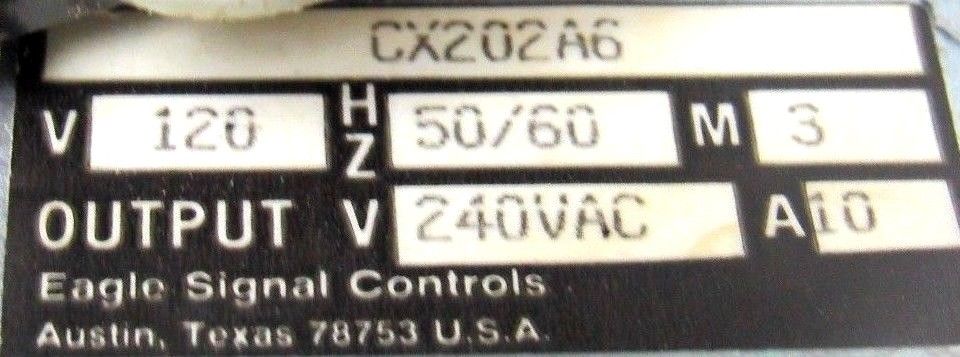 CX202A6
V 120 HZ 50/60 M 3
OUTPUT V 240VAC A 10
Eagle Signal Controls
Austin, Texas 78753 U.S.A.